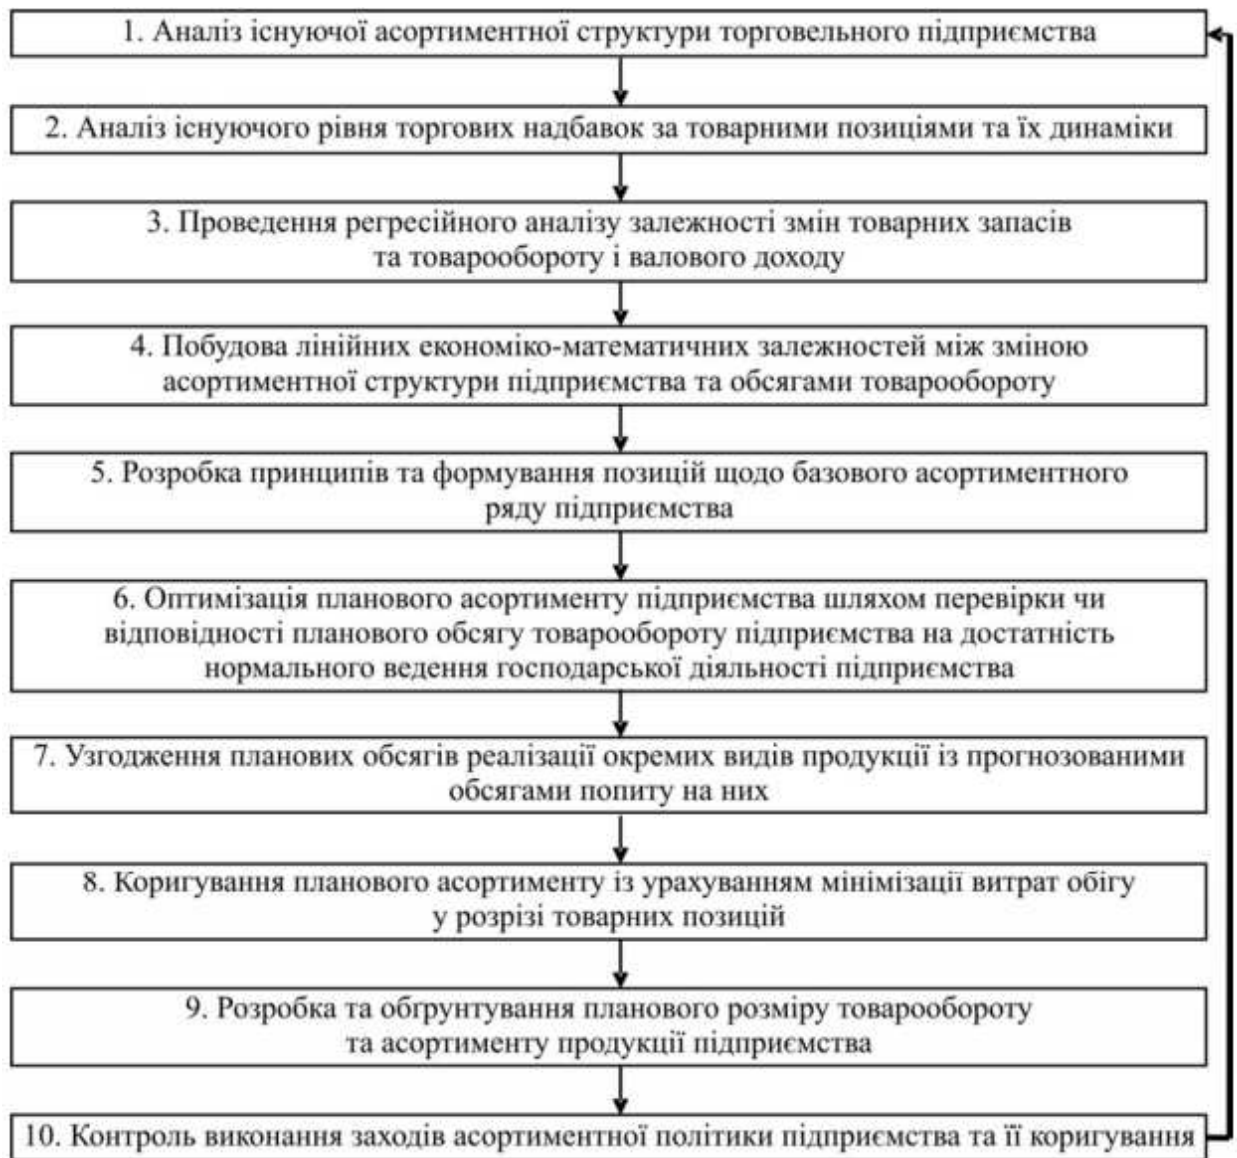 1. Аналіз існуючої асортиментної структури торговельного підприємства
2. Аналіз існуючого рівня торгових надбавок за товарними позиціями та їх динаміки
3. Проведення регресійного аналізу залежності змін товарних запасів
та товарообороту і валового доходу
4. Побудова лінійних економіко-математичних залежностей між зміною
асортиментної структури підприємства та обсягами товарообороту
5. Розробка принципів та формування позицій щодо базового асортиментного
ряду підприємства
6. Оптимізація планового асортименту підприємства шляхом перевірки чи
відповідності планового обсягу товарообороту підприємства на достатність
нормального ведення господарської діяльності підприємства
7. Узгодження планових обсягів реалізації окремих видів продукції із прогнозованими
обсягами попиту на них
8. Коригування планового асортименту із урахуванням мінімізації витрат обігу
у розрізі товарних позицій
9. Розробка та обґрунтування планового розміру товарообороту
та асортименту продукції підприємства
10. Контроль виконання заходів асортиментної політики підприємства та її коригування